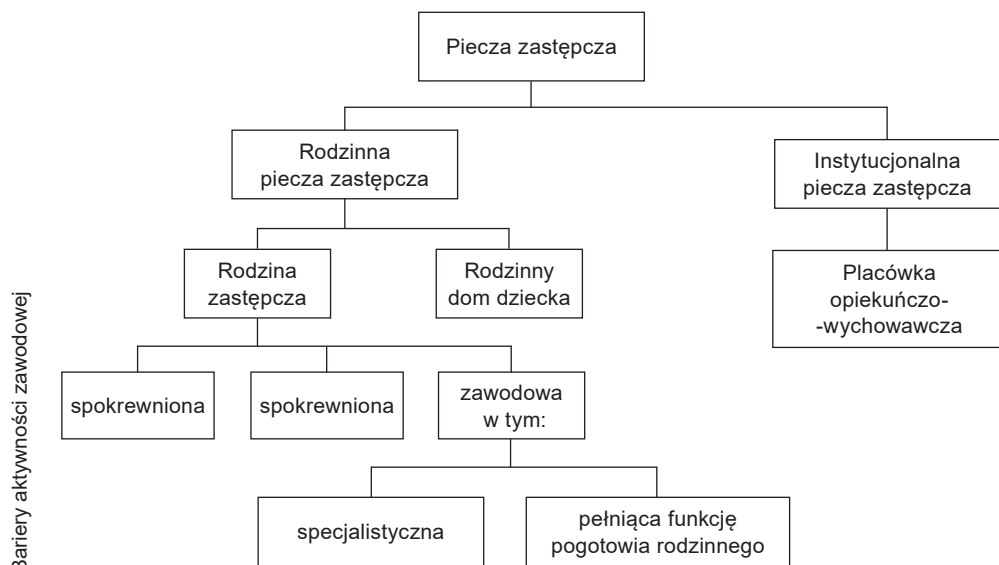 Piecza zastępcza
Rodzinna
piecza zastępcza
Instytucjonalna
piecza zastępcza
Rodzina
zastępcza
Rodzinny
dom dziecka
Placówka
opiekuńczo-
-wychowawcza
spokrewniona
spokrewniona
zawodowa
w tym:
specjalistyczna
pełniąca funkcję
pogotowia rodzinnego
Bariery aktywności zawodowej